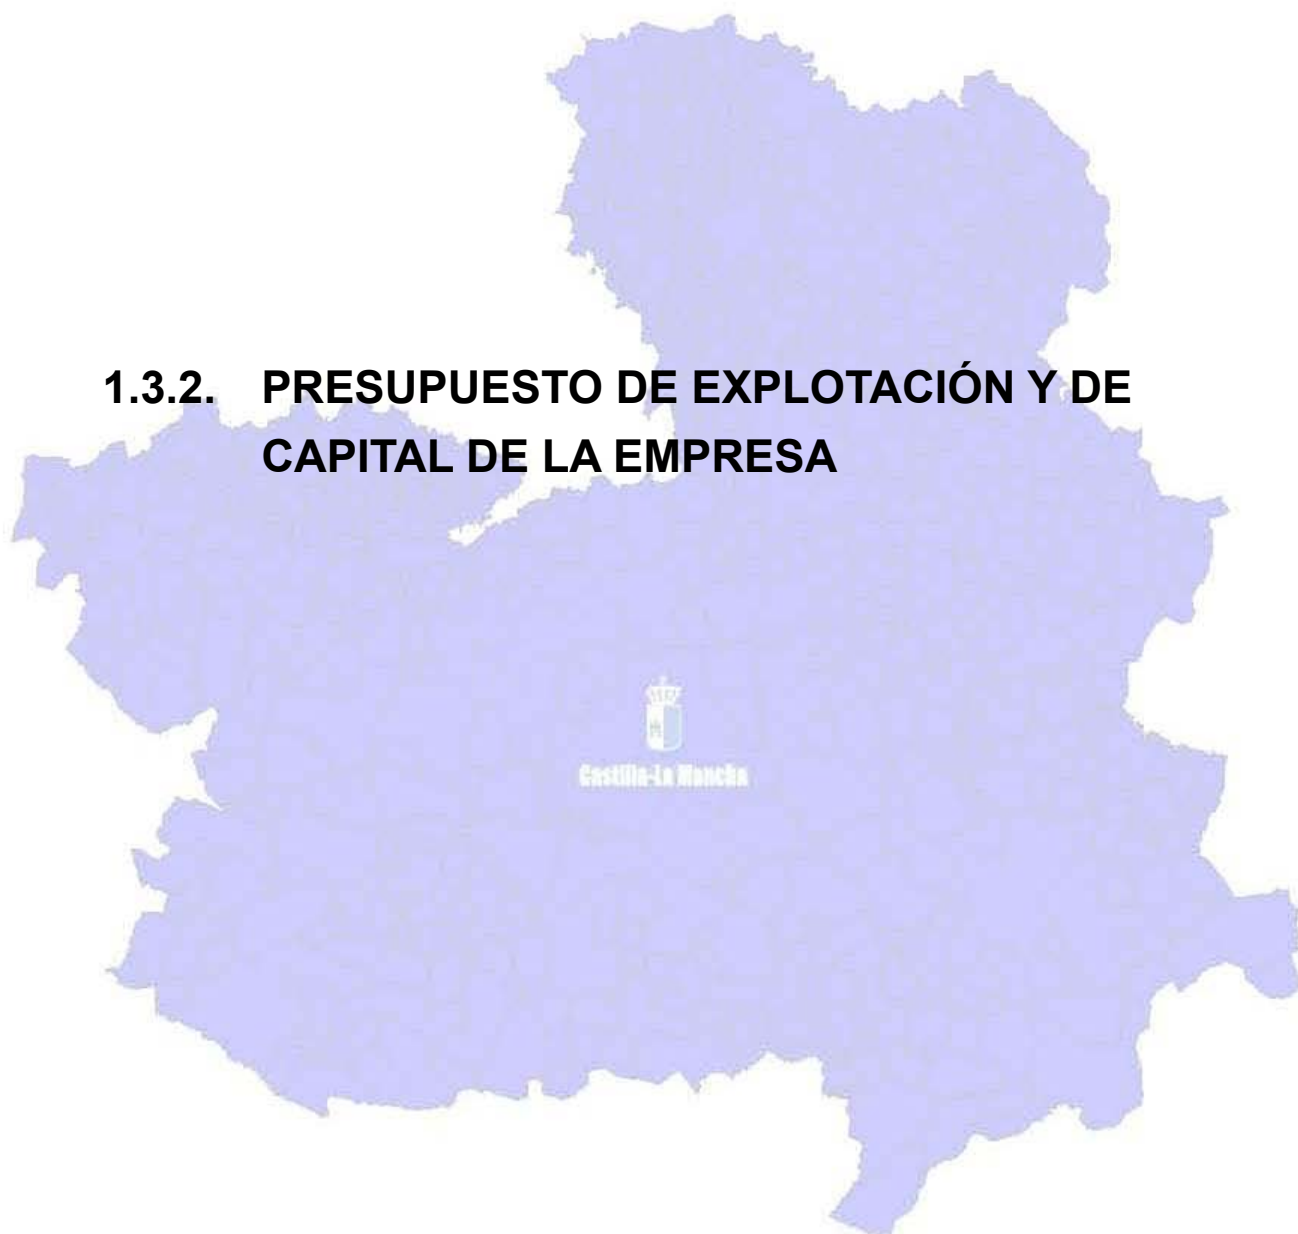 1.3.2. PRESUPUESTO DE EXPLOTACIÓN Y DE
CAPITAL DE LA EMPRESA
Castilla-La Mancha